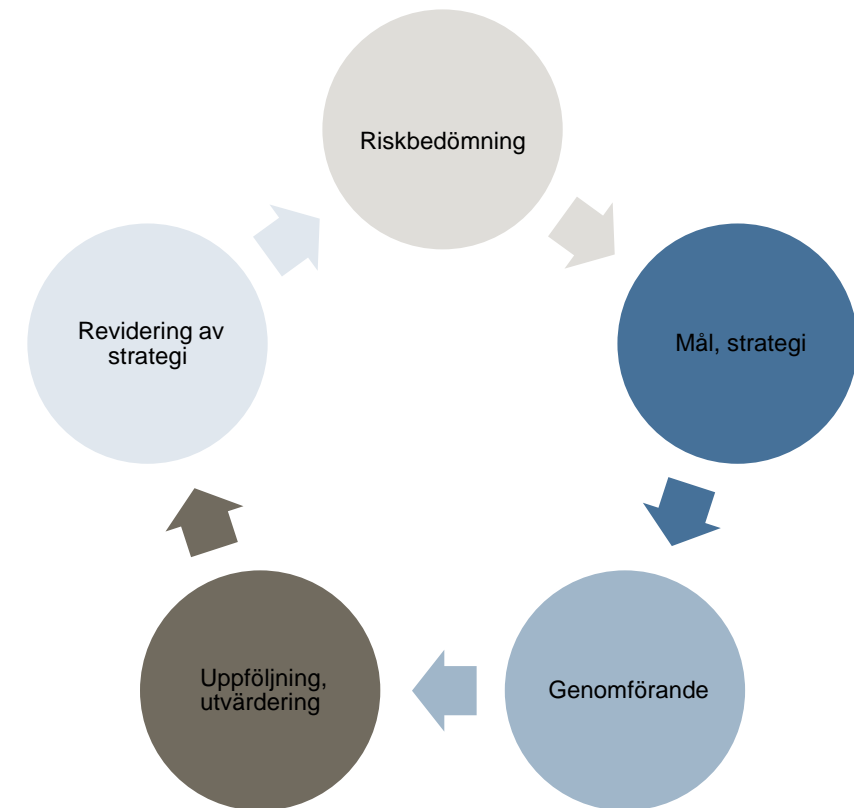 Riskbedömning
Mål, strategi
Genomförande
Uppföljning,
utvärdering
Revidering av
strategi